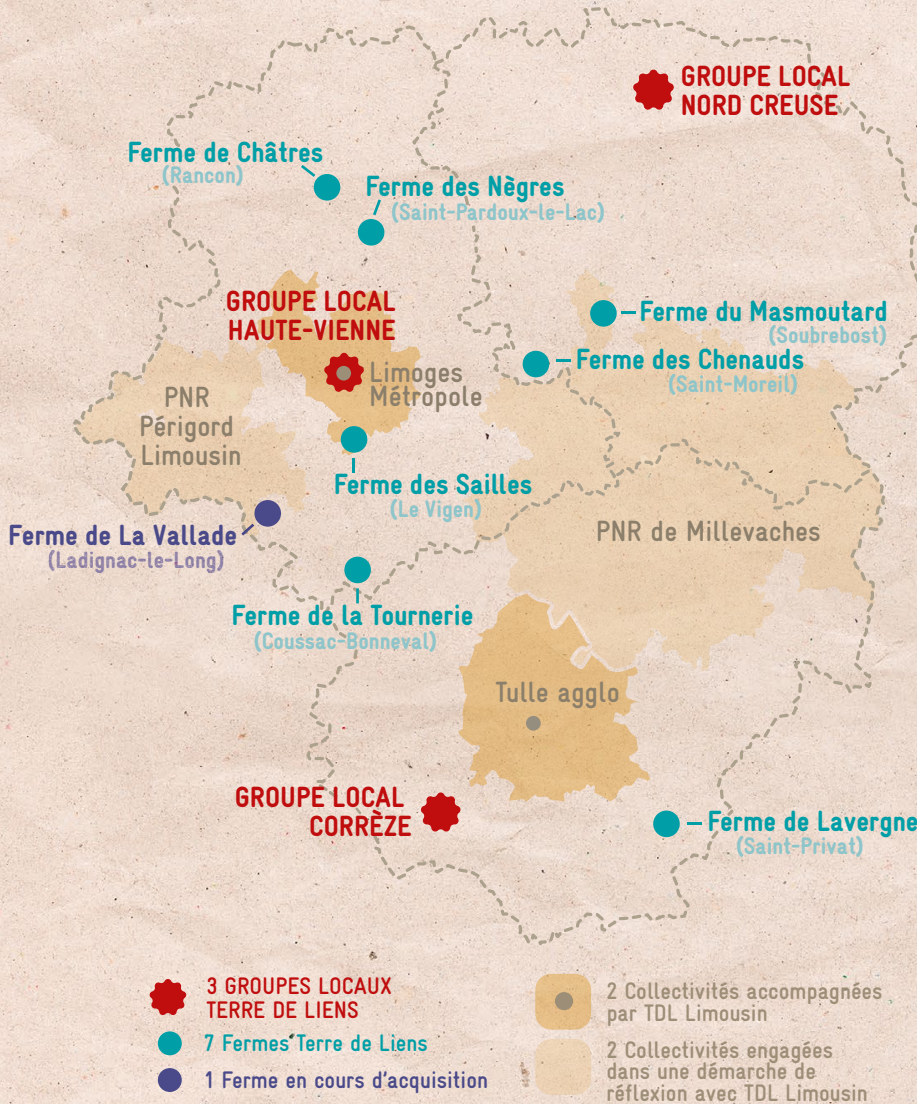 GROUPE LOCAL
NORD CREUSE
Ferme de Châtres
(Rancon)
Ferme des Nègres
(Saint-Pardoux-le-Lac)
GROUPE LOCAL
HAUTE-VIENNE
Ferme du Masmoutard
(Soubrebost)
Ferme des Chenauds
(Saint-Moreil)
Limoges
Métropole
PNR
Périgord
Limousin
Ferme des Sailles
(Le Vigen)
Ferme de La Vallade
(Ladignac-le-Long)
PNR de Millevaches
Ferme de la Tournerie
(Coussac-Bonneval)
Tulle agglo
GROUPE LOCAL
CORRÈZE
Ferme de Lavergne
(Saint-Privat)
3 GROUPES LOCAUX
TERRE DE LIENS
7 Fermes Terre de Liens
1 Ferme en cours d'acquisition
2 Collectivités accompagnées
par TDL Limousin
2 Collectivités engagées
dans une démarche de
réflexion avec TDL Limousin